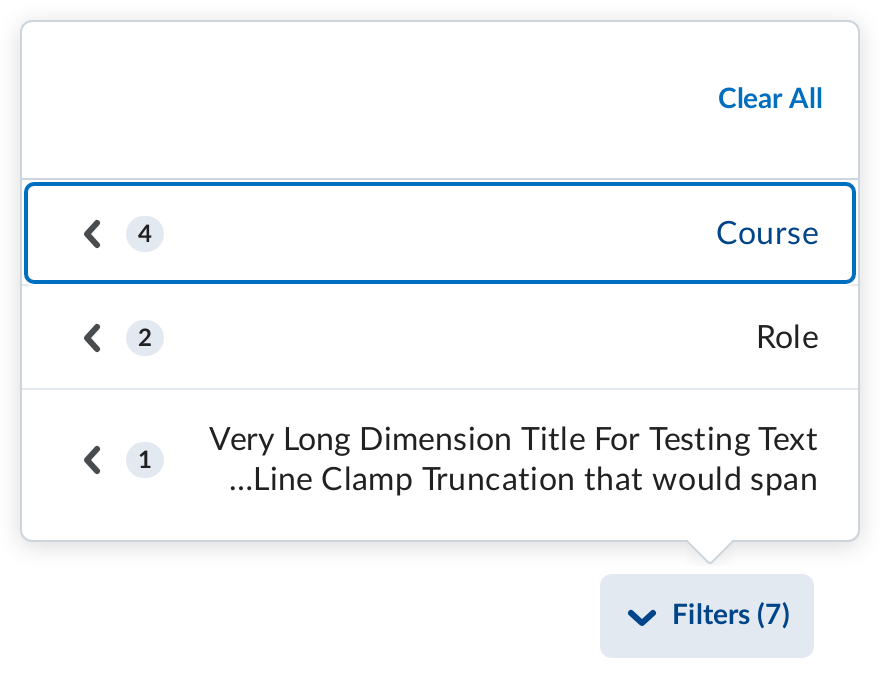 Clear All
Course 4
Role 2
Very Long Dimension Title For Testing Text
...Line Clamp Truncation that would span
1
Filters (7)